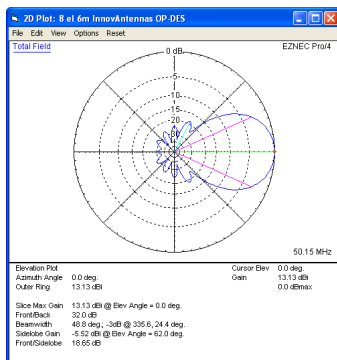 2D Plot: 8 el 6m InnovAntennas OP-DES
File Edit View Options Reset
Total Field
EZNEC Pro/4
0 dB
-5
-10
-15
-20
-30
50.15 MHz
Elevation Plot
Azimuth Angle 0.0 deg.
Outer Ring 13.13 dBi
Cursor Elev 0.0 deg.
Gain 13.13 dBi
0.0 dBmax
Slice Max Gain 13.13 dBi @ Elev Angle = 0.0 deg.
Front/Back 32.0 dB
Beamwidth 48.8 deg.; -3dB @ 335.6, 24.4 deg.
Sidelobe Gain -5.52 dBi @ Elev Angle = 62.0 deg.
Front/Sidelobe 18.65 dB